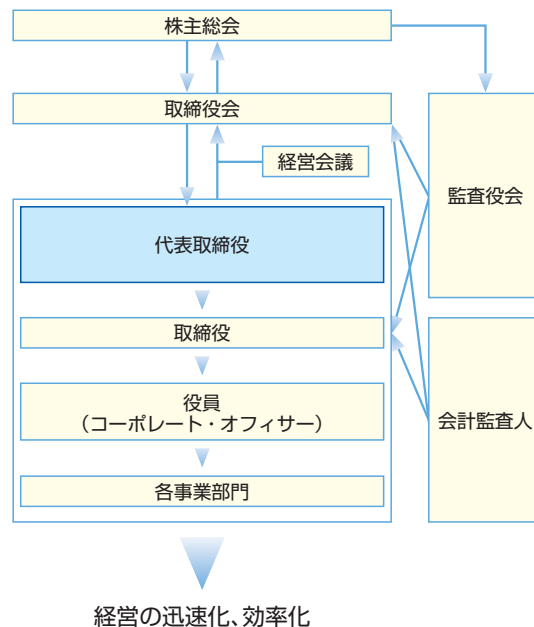 株主総会
取締役会
経営会議
監査役会
代表取締役
取締役
役員
（コーポレート・オフィサー）
会計監査人
各事業部門
経営の迅速化、効率化